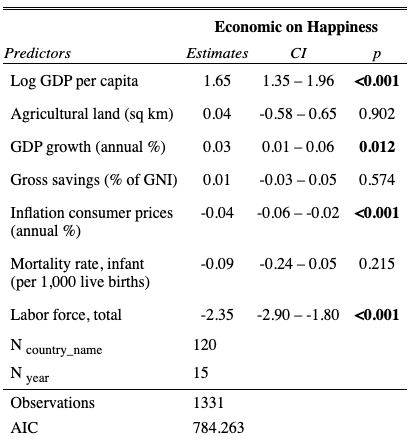 Economic on Happiness
Predictors Estimates CI p
Log GDP per capita 1.65 1.35 – 1.96 <0.001
Agricultural land (sq km) 0.04 -0.58 – 0.65 0.902
GDP growth (annual %) 0.03 0.01 – 0.06 0.012
Gross savings (% of GNI) 0.01 -0.03 – 0.05 0.574
Inflation consumer prices -0.04 -0.06 – -0.02 <0.001
(annual %)
Mortality rate, infant -0.09 -0.24 – 0.05 0.215
(per 1,000 live births)
Labor force, total -2.35 -2.90 – -1.80 <0.001
N country_name 120
N year 15
Observations 1331
AIC 784.263